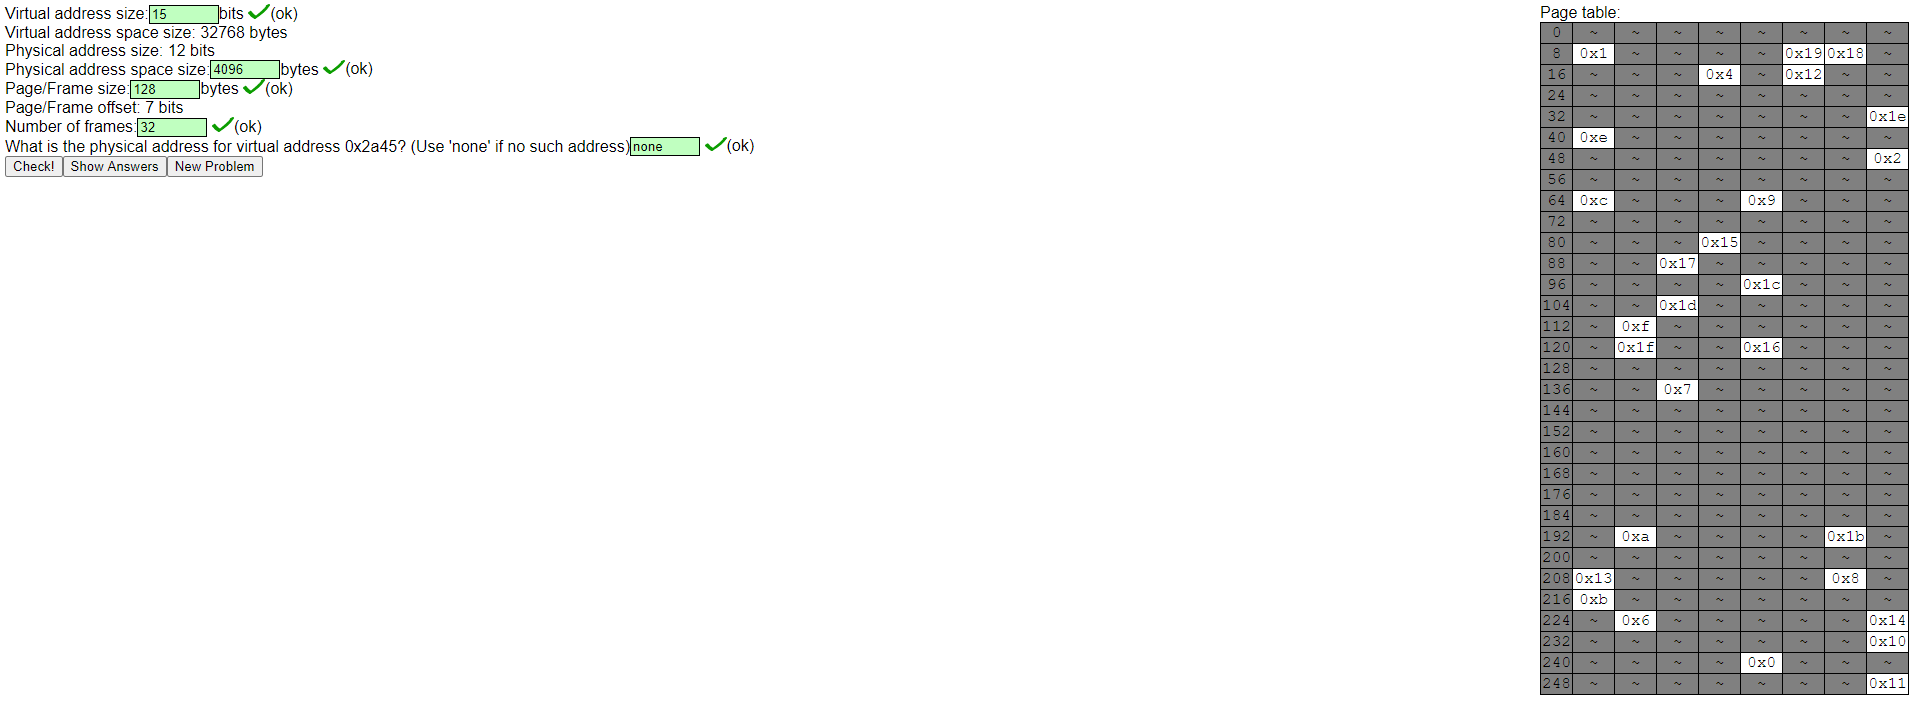 Virtual address size: 15 bits (ok)
Virtual address space size: 32768 bytes
Physical address size: 12 bits
Physical address space size: 4096 bytes (ok)
Page/Frame size: 128 bytes (ok)
Page/Frame offset: 7 bits
Number of frames: 32 (ok)
What is the physical address for virtual address 0x2a45? (Use 'none' if no such address) none (ok)
Check! Show Answers New Problem
Page table:
0 ~ ~ ~ ~ ~ ~ ~ ~
8 0x1 ~ ~ ~ ~ 0x19 0x18 ~
16 ~ ~ ~ 0x4 ~ 0x12 ~ ~
24 ~ ~ ~ ~ ~ ~ ~ ~
32 ~ ~ ~ ~ ~ ~ ~ 0x1e
40 0xe ~ ~ ~ ~ ~ ~ ~
48 ~ ~ ~ ~ ~ ~ ~ 0x2
56 ~ ~ ~ ~ ~ ~ ~ ~
64 0xc ~ ~ ~ 0x9 ~ ~ ~
72 ~ ~ ~ ~ ~ ~ ~ ~
80 ~ ~ ~ 0x15 ~ ~ ~ ~
88 ~ ~ 0x17 ~ ~ ~ ~ ~
96 ~ ~ ~ ~ 0x1c ~ ~ ~
104 ~ ~ 0x1d ~ ~ ~ ~ ~
112 ~ 0xf ~ ~ ~ ~ ~ ~
120 ~ 0x1f ~ ~ 0x16 ~ ~ ~
128 ~ ~ ~ ~ ~ ~ ~ ~
136 ~ ~ 0x7 ~ ~ ~ ~ ~
144 ~ ~ ~ ~ ~ ~ ~ ~
152 ~ ~ ~ ~ ~ ~ ~ ~
160 ~ ~ ~ ~ ~ ~ ~ ~
168 ~ ~ ~ ~ ~ ~ ~ ~
176 ~ ~ ~ ~ ~ ~ ~ ~
184 ~ ~ ~ ~ ~ ~ ~ ~
192 ~ 0xa ~ ~ ~ ~ 0x1b ~
200 ~ ~ ~ ~ ~ ~ ~ ~
208 0x13 ~ ~ ~ ~ ~ 0x8 ~
216 0xb ~ ~ ~ ~ ~ ~ ~
224 ~ 0x6 ~ ~ ~ ~ ~ 0x14
232 ~ ~ ~ ~ ~ ~ ~ 0x10
240 ~ ~ ~ ~ 0x0 ~ ~ ~
248 ~ ~ ~ ~ ~ ~ ~ 0x11